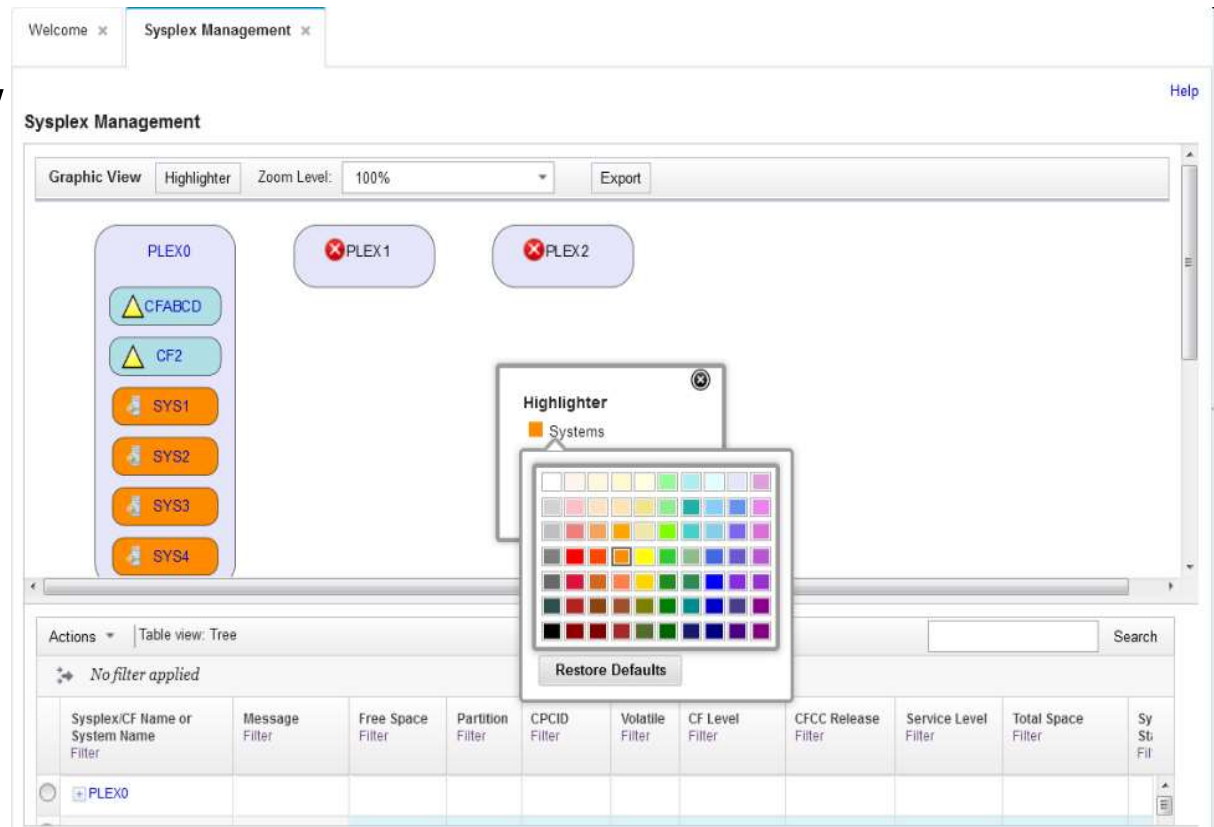 Welcome ×
Sysplex Management ×
Help
Sysplex Management
Graphic View Highlighter Zoom Level: 100% Export
PLEX0
PLEX1
PLEX2
CFABCD
CF2
SYS1
SYS2
SYS3
SYS4
Highlighter
Systems
Restore Defaults
Actions Table view: Tree
Search
No filter applied
Sysplex/CF Name or System Name
Filter
Message
Filter
Free Space
Filter
Partition
Filter
CPCID
Filter
Volatile
Filter
CF Level
Filter
CFCC Release
Filter
Service Level
Filter
Total Space
Filter
Sy
PLEX0